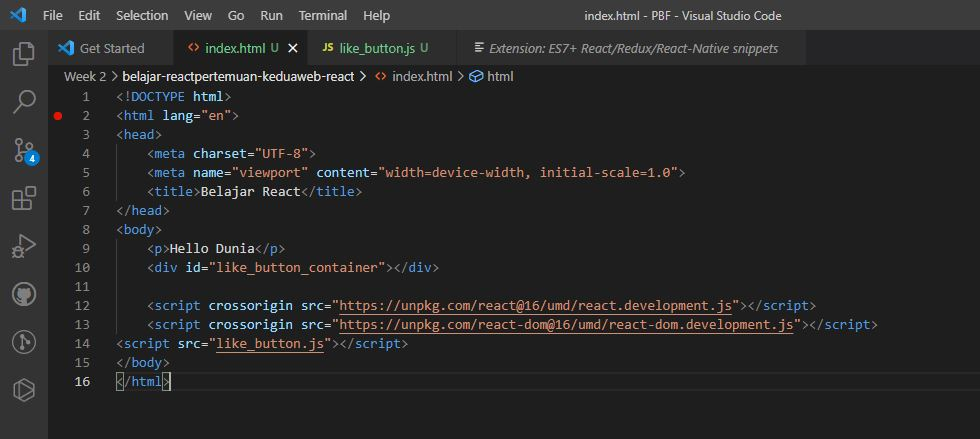 File Edit Selection View Go Run Terminal Help index.html - PBF - Visual Studio Code
Get Started index.html U JS like_button.js U Extension: ES7+ React/Redux/React-Native snippets
Week 2 > belajar-reactpertemuan-keduaweb-react > index.html > html
1 <!DOCTYPE html>
2 <html lang="en">
3 <head>
4 <meta charset="UTF-8">
5 <meta name="viewport" content="width=device-width, initial-scale=1.0">
6 <title>Belajar React</title>
7 </head>
8 <body>
9 <p>Hello Dunia</p>
10 <div id="like_button_container"></div>
11
12 <script crossorigin src="https://unpkg.com/react@16/umd/react.development.js"></script>
13 <script crossorigin src="https://unpkg.com/react-dom@16/umd/react-dom.development.js"></script>
14 <script src="like_button.js"></script>
15 </body>
16 </html>
4